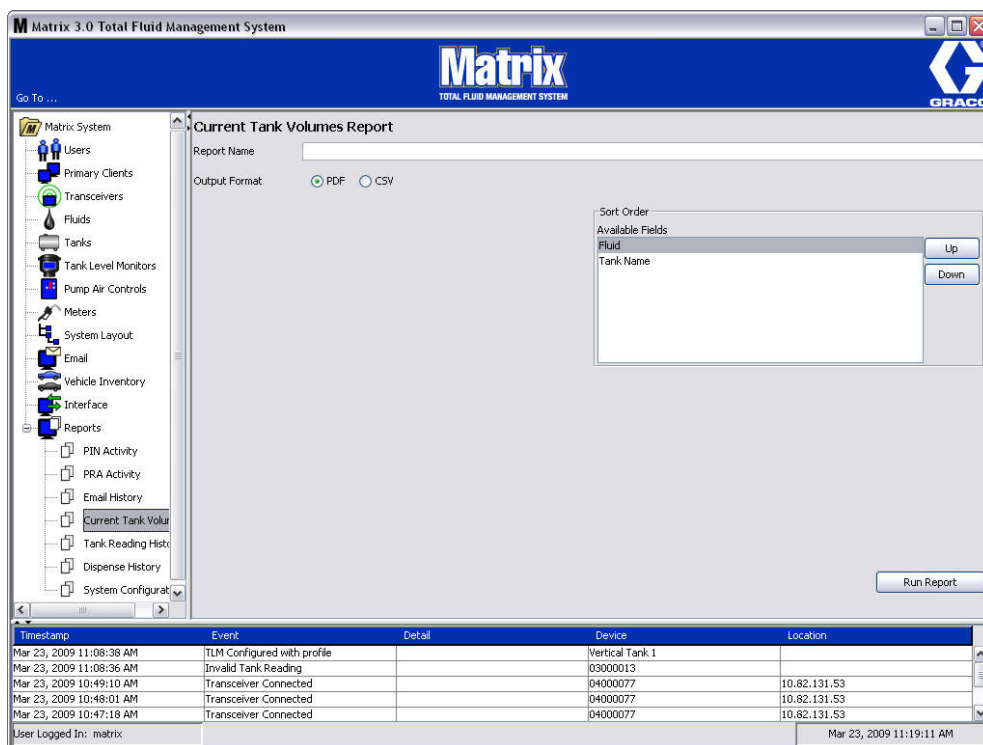 M Matrix 3.0 Total Fluid Management System
Matrix
TOTAL FLUID MANAGEMENT SYSTEM
Go To ...
GRACO
Matrix System
Users
Primary Clients
Transceivers
Fluids
Tanks
Tank Level Monitors
Pump Air Controls
Meters
System Layout
Email
Vehicle Inventory
Interface
Reports
PIN Activity
PRA Activity
Email History
Current Tank Volum
Tank Reading Histo
Dispense History
System Configurat
Current Tank Volumes Report
Report Name
Output Format PDF CSV
Sort Order
Available Fields
Fluid
Tank Name
Up
Down
Run Report
Timestamp Event Detail Device Location
Mar 23, 2009 11:08:38 AM TLM Configured with profile Vertical Tank 1
Mar 23, 2009 11:08:36 AM Invalid Tank Reading 03000013
Mar 23, 2009 10:49:10 AM Transceiver Connected 04000077 10.82.131.53
Mar 23, 2009 10:48:01 AM Transceiver Connected 04000077 10.82.131.53
Mar 23, 2009 10:47:18 AM Transceiver Connected 04000077 10.82.131.53
User Logged In: matrix Mar 23, 2009 11:19:11 AM